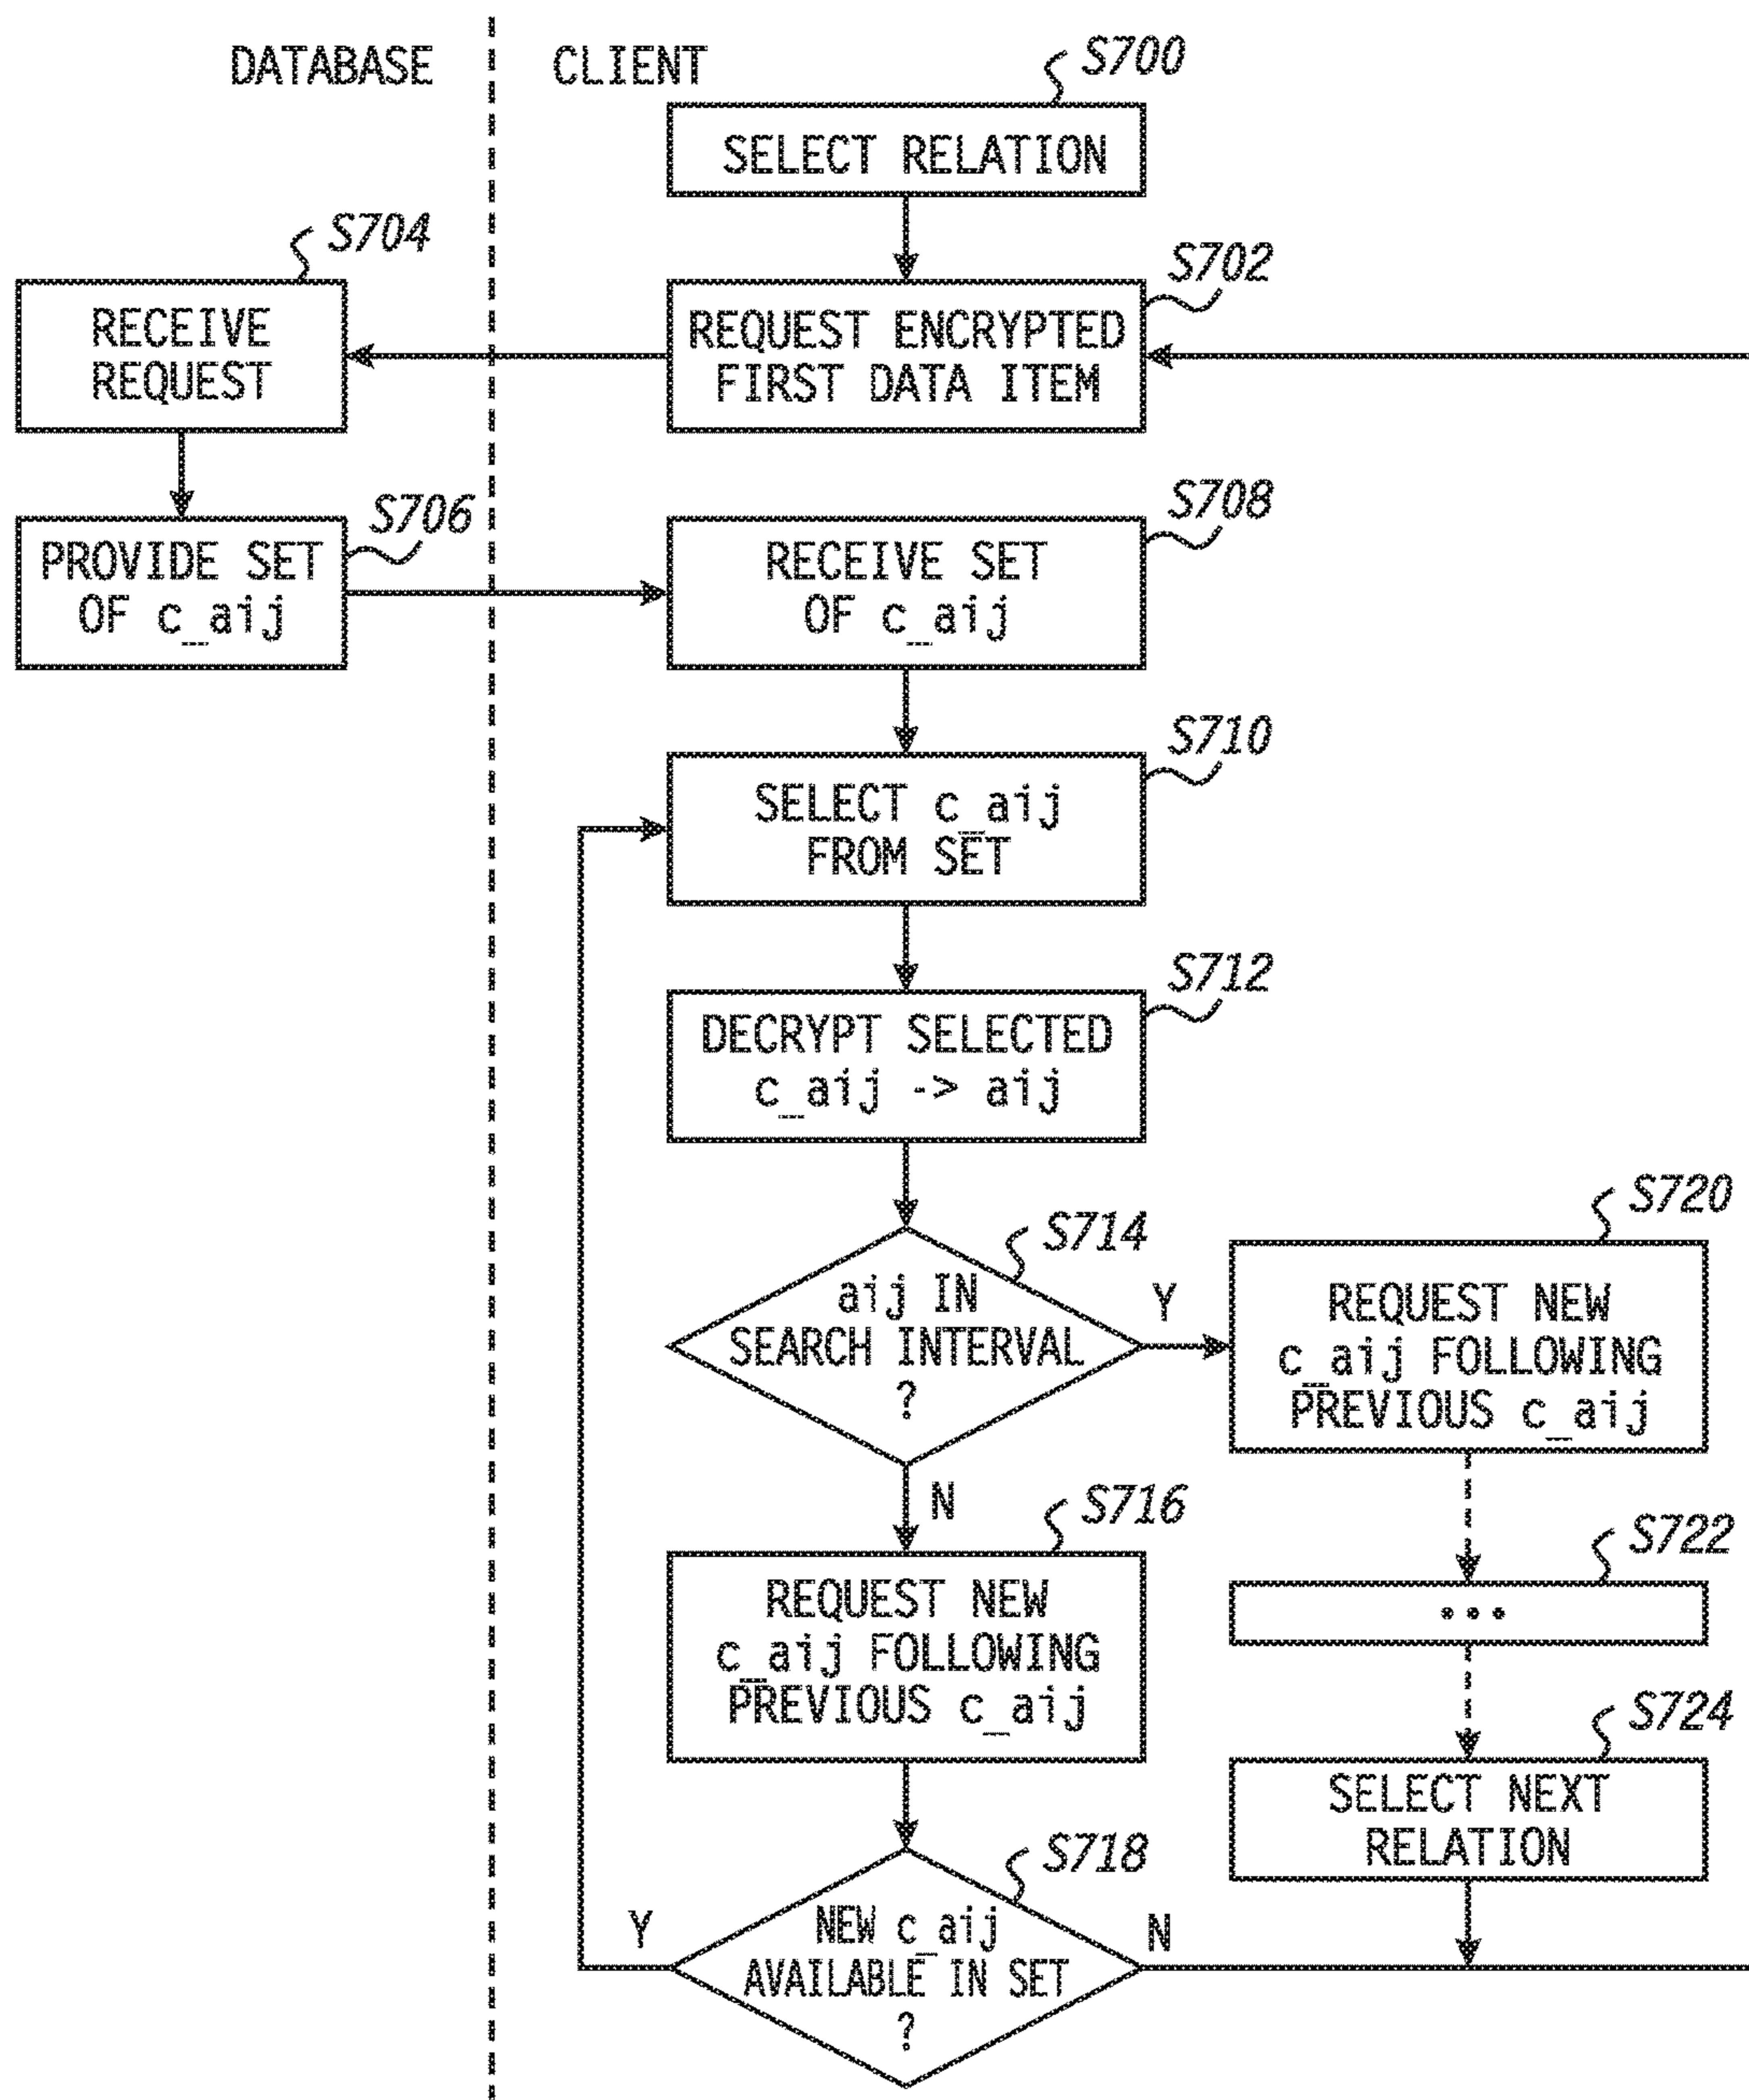 DATABASE
CLIENT
S700
SELECT RELATION
S704
S702
RECEIVE
REQUEST
REQUEST ENCRYPTED
FIRST DATA ITEM
S706
S708
PROVIDE SET
OF c_aij
RECEIVE SET
OF c_aij
S710
SELECT c_aij
FROM SET
S712
DECRYPT SELECTED
c_aij -> aij
S714
aij IN
SEARCH INTERVAL
?
Y
N
S720
REQUEST NEW
c_aij FOLLOWING
PREVIOUS c_aij
S716
REQUEST NEW
c_aij FOLLOWING
PREVIOUS c_aij
S722
•••
S724
SELECT NEXT
RELATION
S718
NEW c_aij
AVAILABLE IN SET
?
Y
N